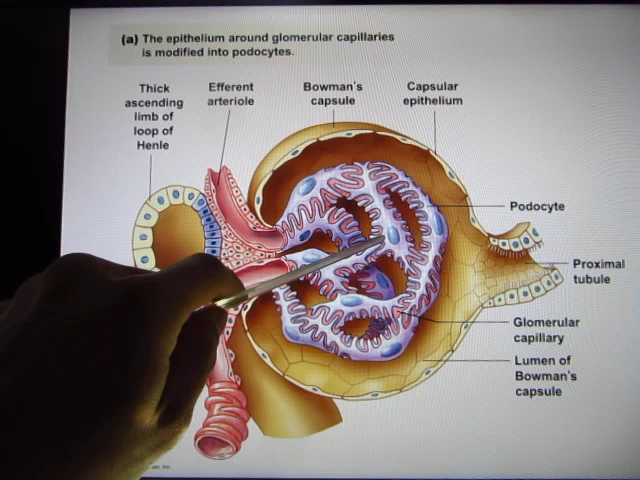 (a) The epithelium around glomerular capillaries
is modified into podocytes.
Thick
ascending
limb of
loop of
Henle
Efferent
arteriole
Bowman's
capsule
Capsular
epithelium
Podocyte
Proximal
tubule
Glomerular
capillary
Lumen of
Bowman's
capsule
Inc.